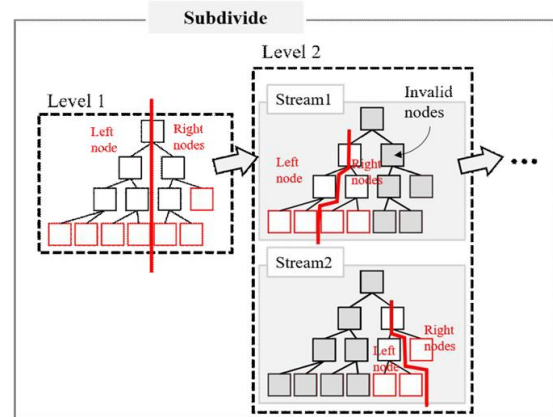 Subdivide
Level 1
Left
node
Right
nodes
Level 2
Stream1
Invalid
nodes
Left
node
Right
nodes
...
Stream2
Left
node
Right
nodes